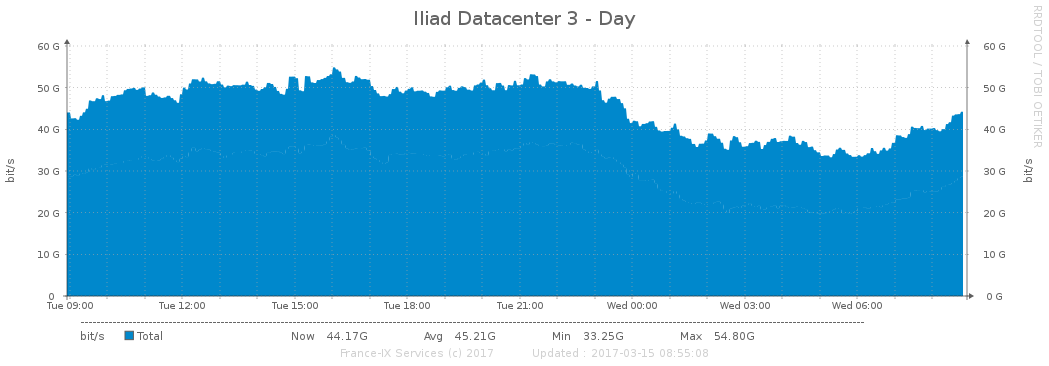 Iliad Datacenter 3 - Day
RRDTOOL / TOBI OETIKER
60 G 60 G
50 G 50 G
40 G 40 G
30 G 30 G
20 G 20 G
10 G 10 G
0 0 G
bit/s bit/s
Tue 09:00 Tue 12:00 Tue 15:00 Tue 18:00 Tue 21:00 Wed 00:00 Wed 03:00 Wed 06:00
bit/s Total Now 44.17G Avg 45.21G Min 33.25G Max 54.80G
France-IX Services (c) 2017 Updated : 2017-03-15 08:55:08